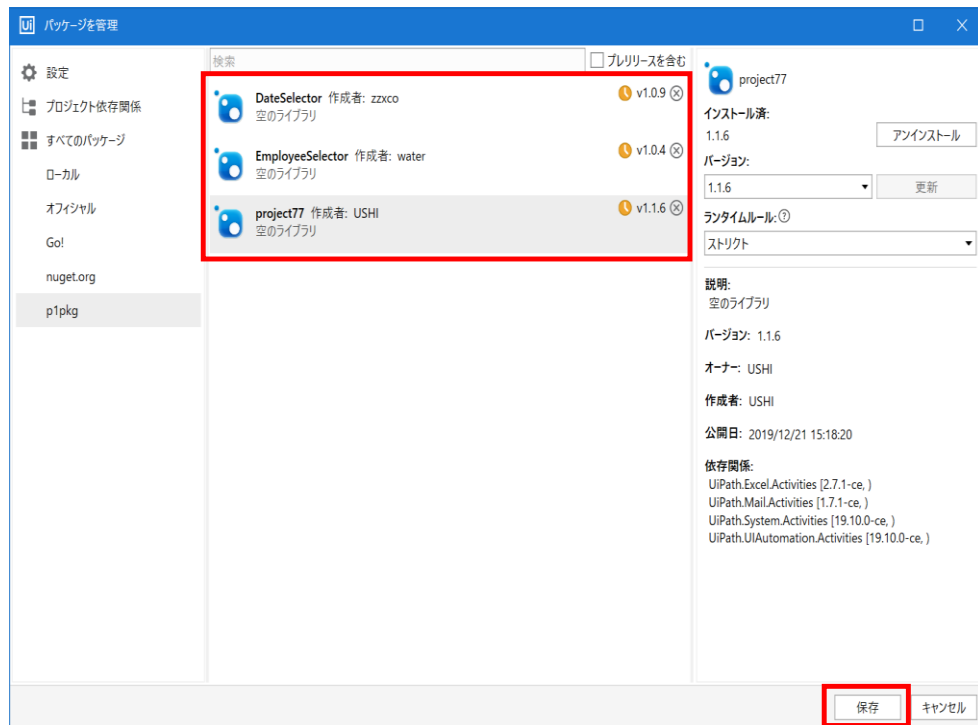 Ui パッケージを管理
設定
プロジェクト依存関係
すべてのパッケージ
ローカル
オフィシャル
Go!
nuget.org
p1pkg
検索
プレリリースを含む
DateSelector 作成者: zzxco v1.0.9
空のライブラリ
EmployeeSelector 作成者: water v1.0.4
空のライブラリ
project77 作成者: USHI v1.1.6
空のライブラリ
project77
インストール済:
1.1.6 アンインストール
バージョン:
1.1.6 更新
ランタイムルール:?
ストリクト
説明:
空のライブラリ
バージョン: 1.1.6
オーナー: USHI
作成者: USHI
公開日: 2019/12/21 15:18:20
依存関係:
UiPath.Excel.Activities [2.7.1-ce, )
UiPath.Mail.Activities [1.7.1-ce, )
UiPath.System.Activities [19.10.0-ce, )
UiPath.UIAutomation.Activities [19.10.0-ce, )
保存 キャンセル